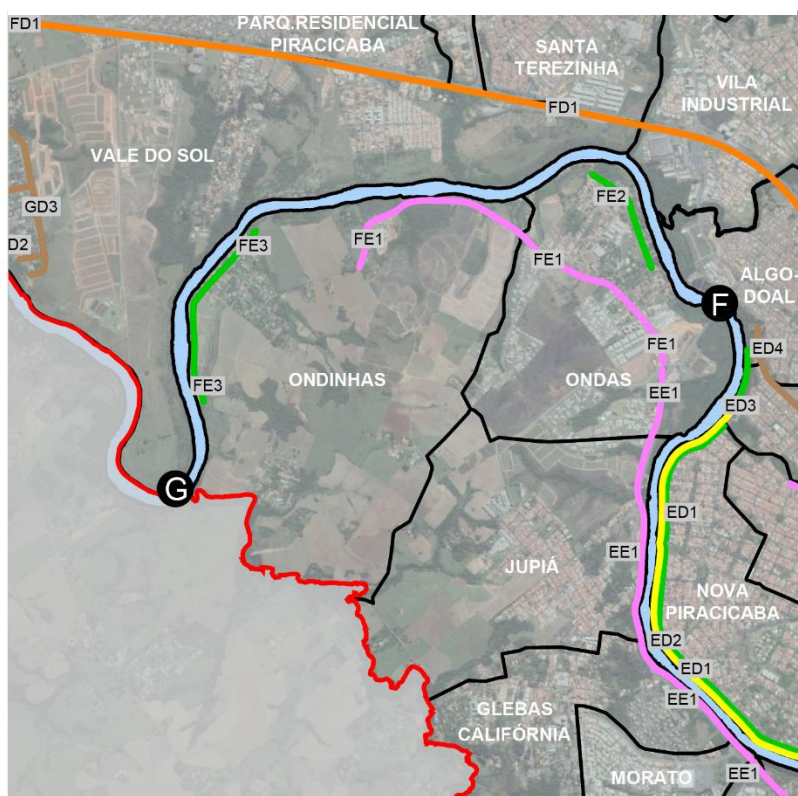 FD1
PARQ.RESIDENCIAL
PIRACICABA
SANTA
TEREZINHA
VILA
INDUSTRIAL
FD1
VALE DO SOL
GD3
D2
FE2
FE3
FE1
FE1
ALGO-
DOAL
F
FE1
ED4
FE3
ONDINHAS
ONDAS
EE1
ED3
G
ED1
EE1
JUPIÁ
NOVA
PIRACICABA
ED2
ED1
EE1
GLEBAS
CALIFÓRNIA
MORATO
EE1